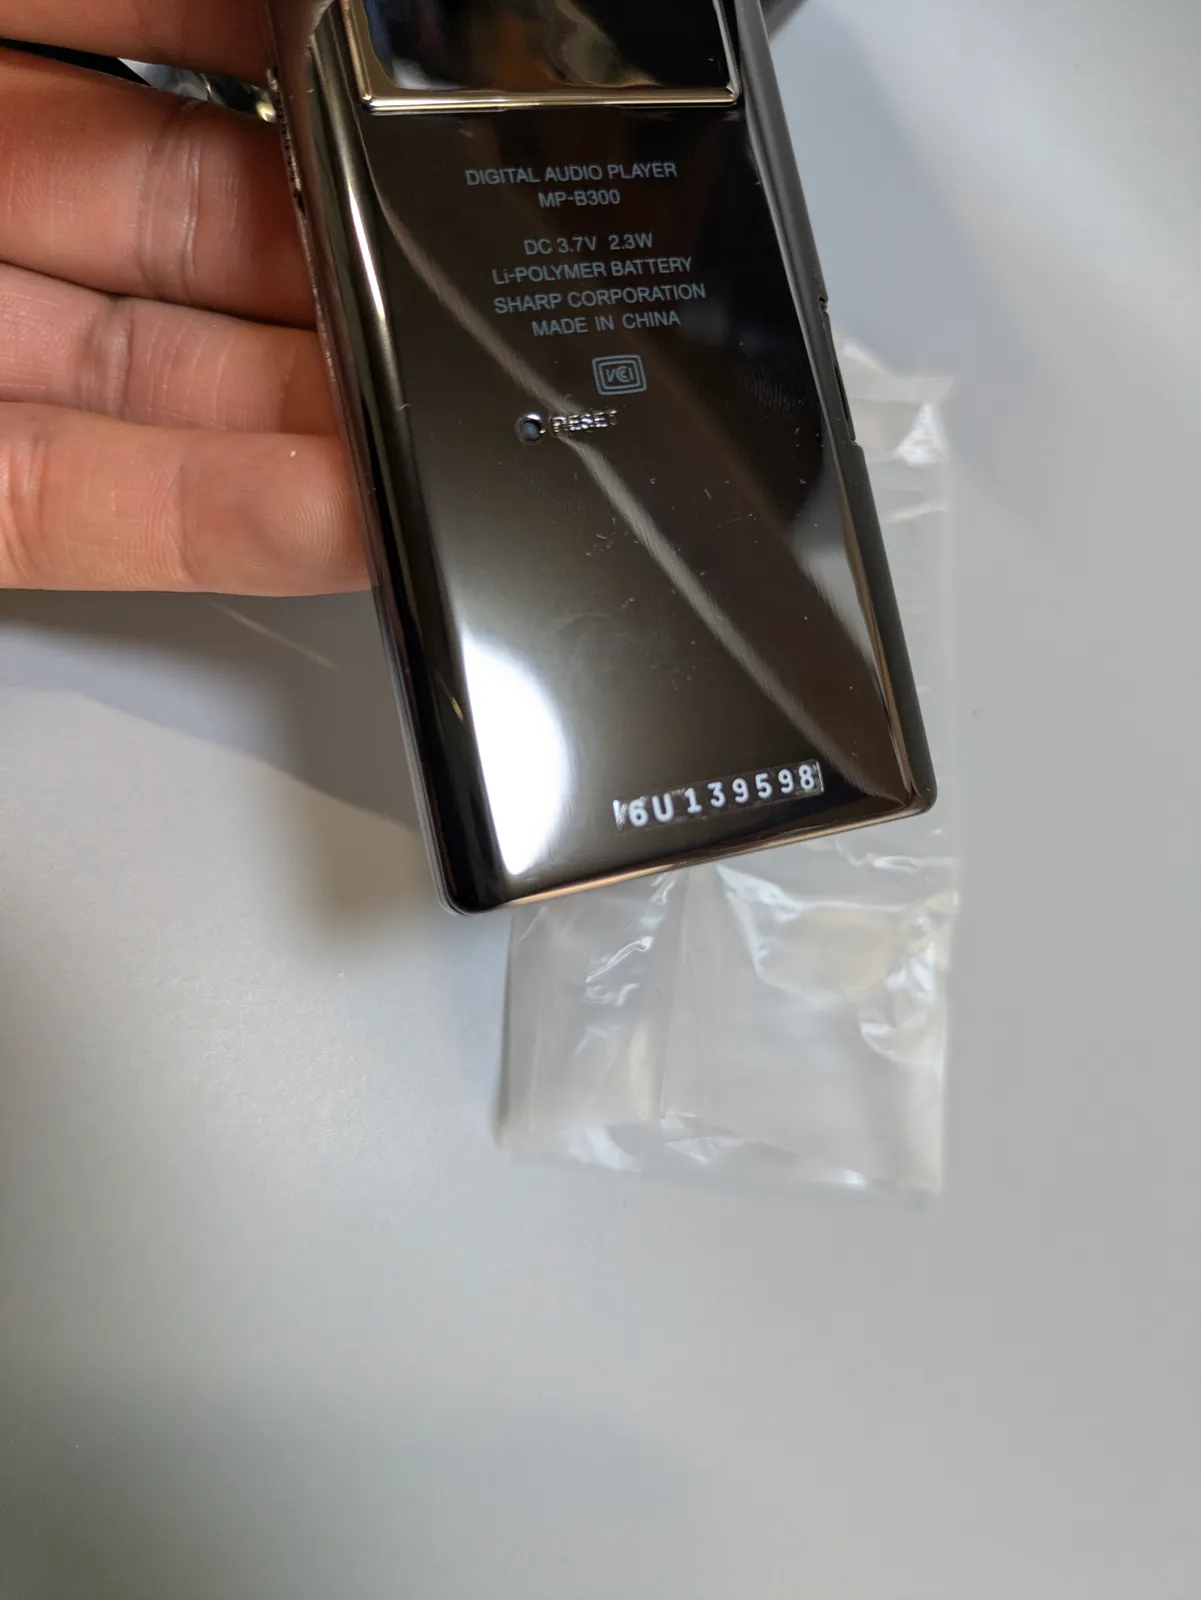 DIGITAL AUDIO PLAYER
MP-B300
DC 3.7V 2.3W
Li-POLYMER BATTERY
SHARP CORPORATION
MADE IN CHINA
VCI
RESET
6U139598